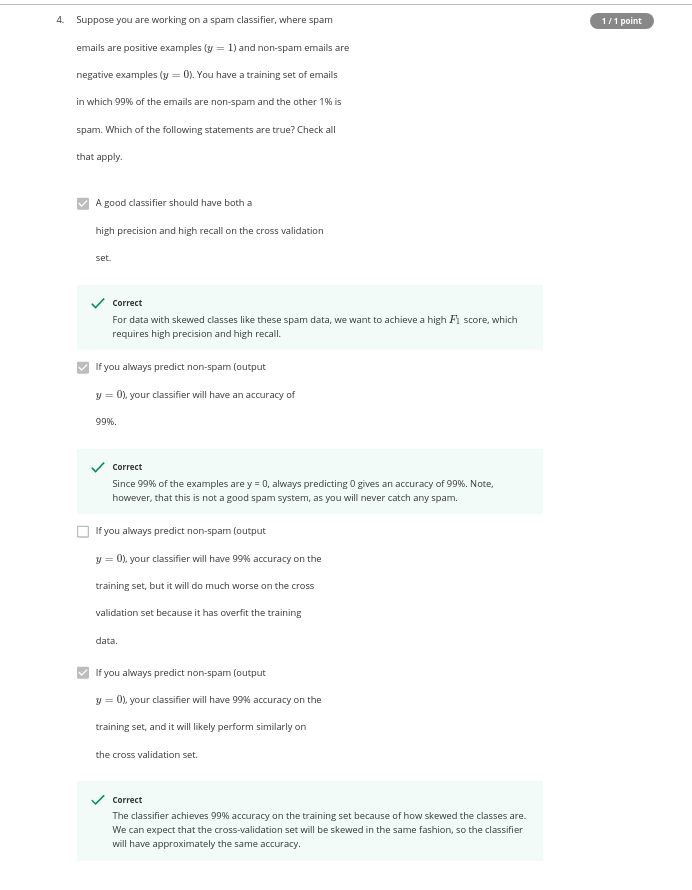 4. Suppose you are working on a spam classifier, where spam
1 / 1 point
emails are positive examples (y = 1) and non-spam emails are
negative examples (y = 0). You have a training set of emails
in which 99% of the emails are non-spam and the other 1% is
spam. Which of the following statements are true? Check all
that apply.
A good classifier should have both a
high precision and high recall on the cross validation
set.
Correct
For data with skewed classes like these spam data, we want to achieve a high F₁ score, which
requires high precision and high recall.
If you always predict non-spam (output
y = 0), your classifier will have an accuracy of
99%.
Correct
Since 99% of the examples are y = 0, always predicting 0 gives an accuracy of 99%. Note,
however, that this is not a good spam system, as you will never catch any spam.
If you always predict non-spam (output
y = 0), your classifier will have 99% accuracy on the
training set, but it will do much worse on the cross
validation set because it has overfit the training
data.
If you always predict non-spam (output
y = 0), your classifier will have 99% accuracy on the
training set, and it will likely perform similarly on
the cross validation set.
Correct
The classifier achieves 99% accuracy on the training set because of how skewed the classes are.
We can expect that the cross-validation set will be skewed in the same fashion, so the classifier
will have approximately the same accuracy.